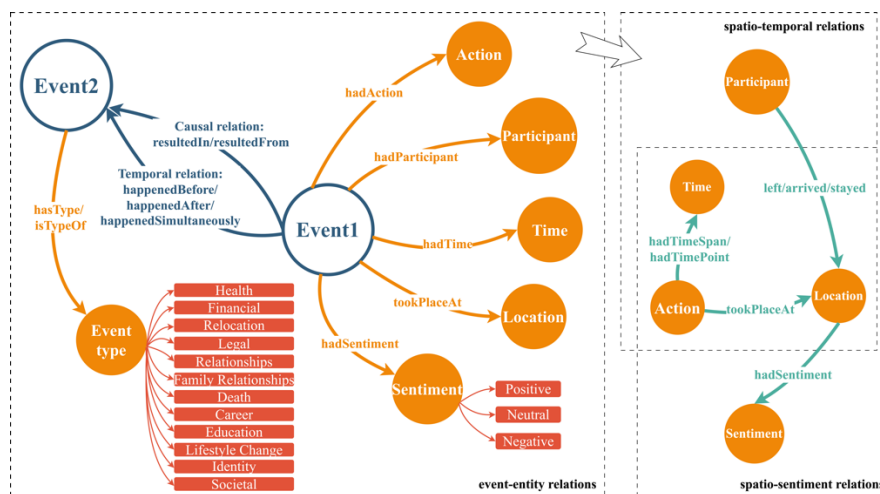 Event2
Causal relation:
resultedIn/resultedFrom
Temporal relation:
happenedBefore/
happenedAfter/
happenedSimultaneously
hasType/
isTypeOf
Event
type
Health
Financial
Relocation
Legal
Relationships
Family Relationships
Death
Career
Education
Lifestyle Change
Identity
Societal
Event1
hadAction
Action
hadParticipant
Participant
hadTime
Time
tookPlaceAt
Location
hadSentiment
Sentiment
Positive
Neutral
Negative
event-entity relations
spatio-temporal relations
Participant
left/arrived/stayed
Time
hadTimeSpan/
hadTimePoint
Action
tookPlaceAt
Location
hadSentiment
Sentiment
spatio-sentiment relations